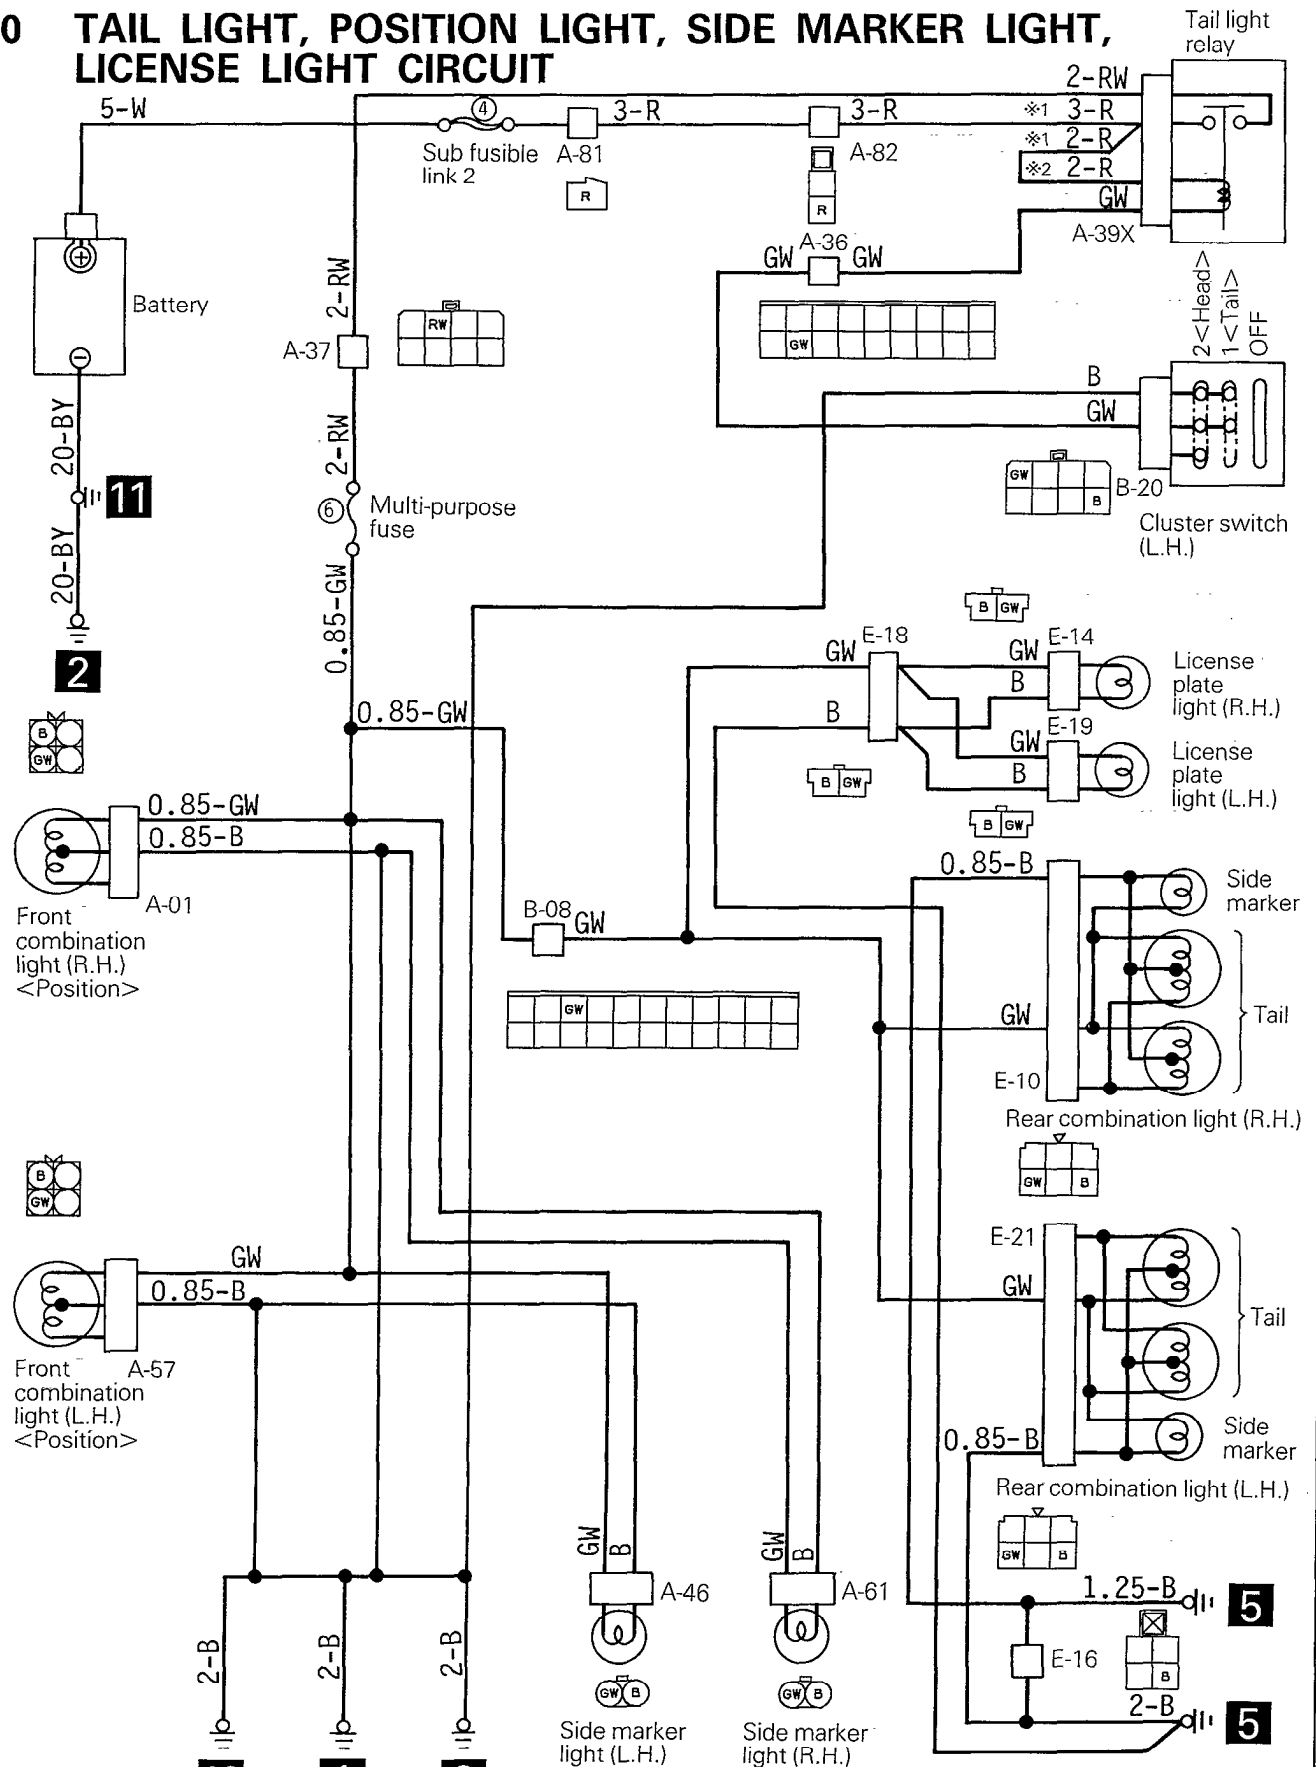 0 TAIL LIGHT, POSITION LIGHT, SIDE MARKER LIGHT,
LICENSE LIGHT CIRCUIT
Tail light
relay
5-W
4
3-R
3-R
2-RW
※1 3-R
※1 2-R
※2 2-R
GW
Sub fusible
link 2
A-81
A-82
R
R
A-39X
A-36
GW
GW
GW
+
Battery
−
2-RW
A-37
RW
2<Head>
1<Tail>
OFF
B
GW
GW
B
B-20
Cluster switch
(L.H.)
20-BY
11
20-BY
2
2-RW
6
Multi-purpose
fuse
0.85-GW
0.85-GW
B GW
E-18
E-14
GW
GW
B
B
License
plate
light (R.H.)
E-19
GW
B
License
plate
light (L.H.)
B GW
B GW
B
GW
0.85-GW
0.85-B
A-01
Front
combination
light (R.H.)
<Position>
B-08
GW
GW
0.85-B
Side
marker
Tail
GW
E-10
Rear combination light (R.H.)
GW B
B
GW
GW
0.85-B
A-57
Front
combination
light (L.H.)
<Position>
E-21
GW
Tail
0.85-B
Side
marker
Rear combination light (L.H.)
GW B
GW
B
A-46
GW B
Side marker
light (L.H.)
GW
B
A-61
GW B
Side marker
light (R.H.)
1.25-B
5
E-16
B
2-B
5
2-B
2-B
2-B